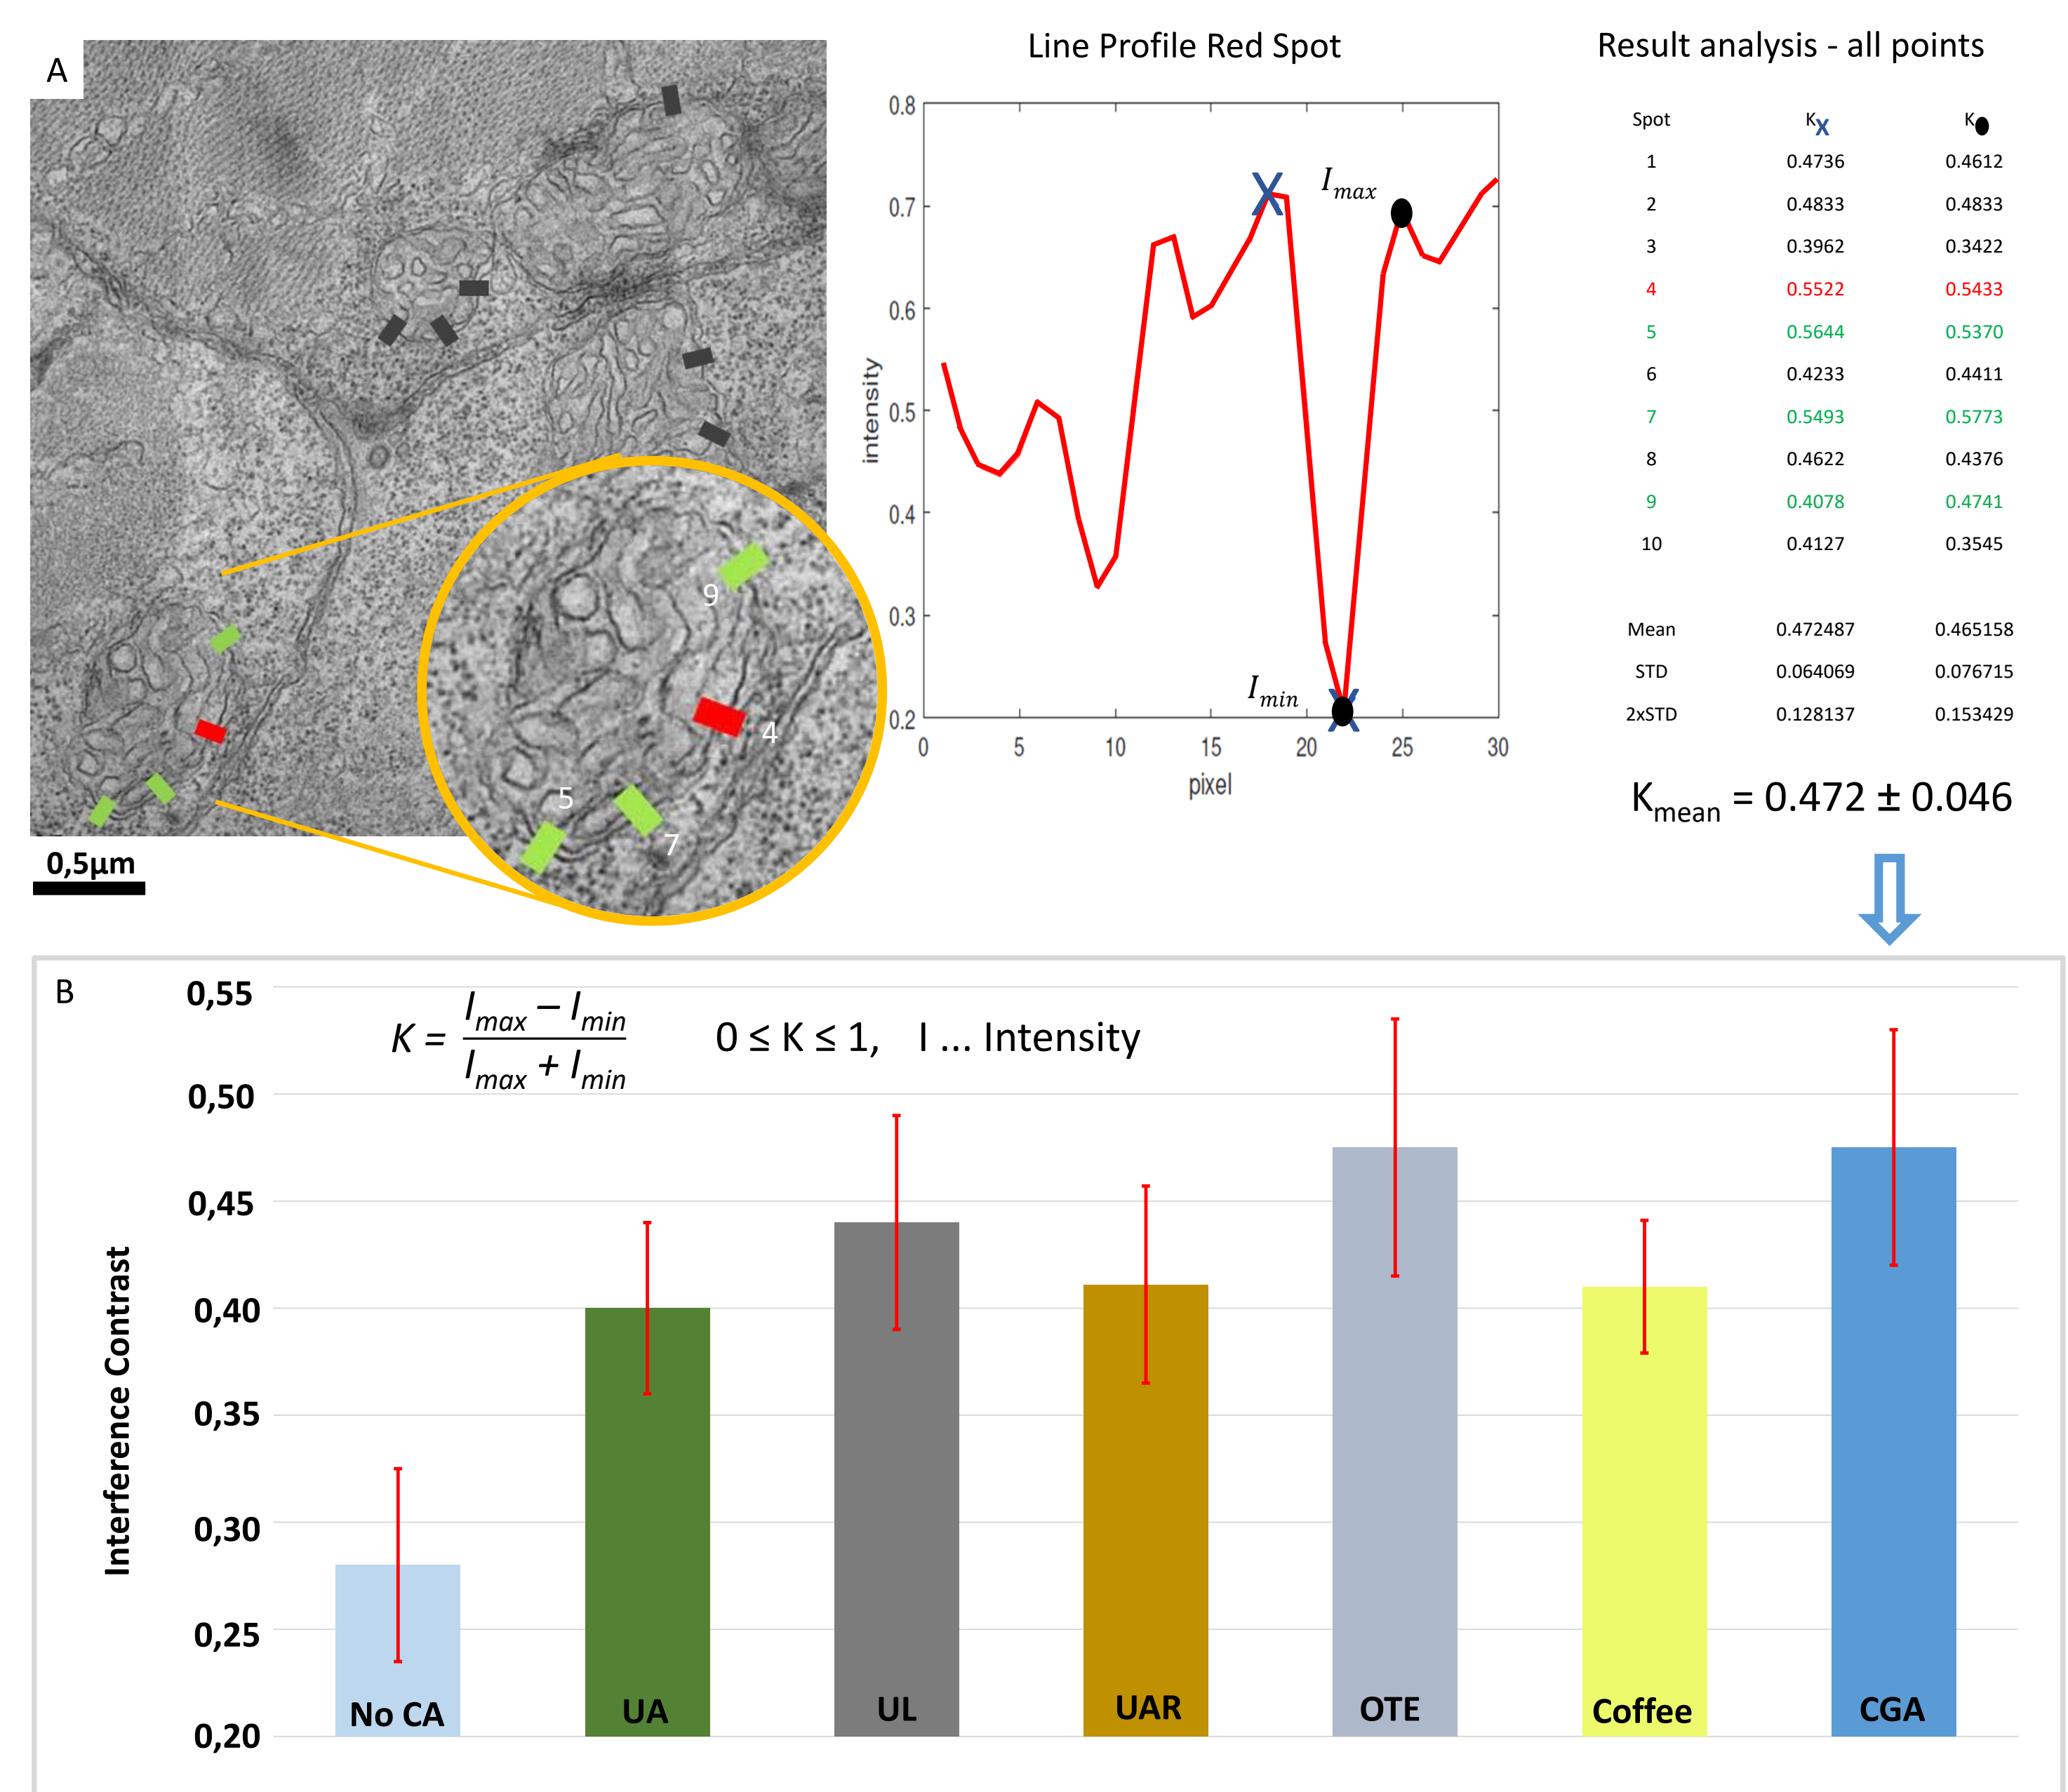 A
0,5µm
9
4
5
7
Line Profile Red Spot
0.8
0.7
0.6
0.5
0.4
0.3
0.2
intensity
I max
I min
0 5 10 15 20 25 30
pixel
Result analysis - all points
Spot K X K
1 0.4736 0.4612
2 0.4833 0.4833
3 0.3962 0.3422
4 0.5522 0.5433
5 0.5644 0.5370
6 0.4233 0.4411
7 0.5493 0.5773
8 0.4622 0.4376
9 0.4078 0.4741
10 0.4127 0.3545
Mean 0.472487 0.465158
STD 0.064069 0.076715
2xSTD 0.128137 0.153429
Kmean = 0.472 ± 0.046
B
K = (Imax – Imin) / (Imax + Imin) 0 ≤ K ≤ 1, I ... Intensity
0,55
0,50
0,45
0,40
0,35
0,30
0,25
0,20
Interference Contrast
No CA UA UL UAR OTE Coffee CGA